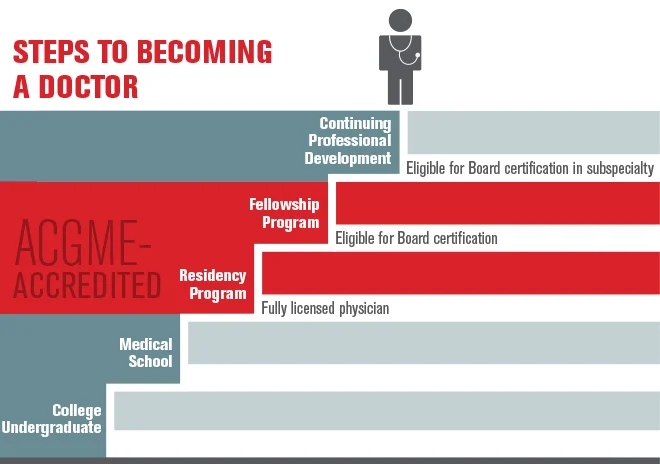 STEPS TO BECOMING
A DOCTOR
Continuing
Professional
Development
Eligible for Board certification in subspecialty
Fellowship
Program
Eligible for Board certification
ACGME-
ACCREDITED
Residency
Program
Fully licensed physician
Medical
School
College
Undergraduate